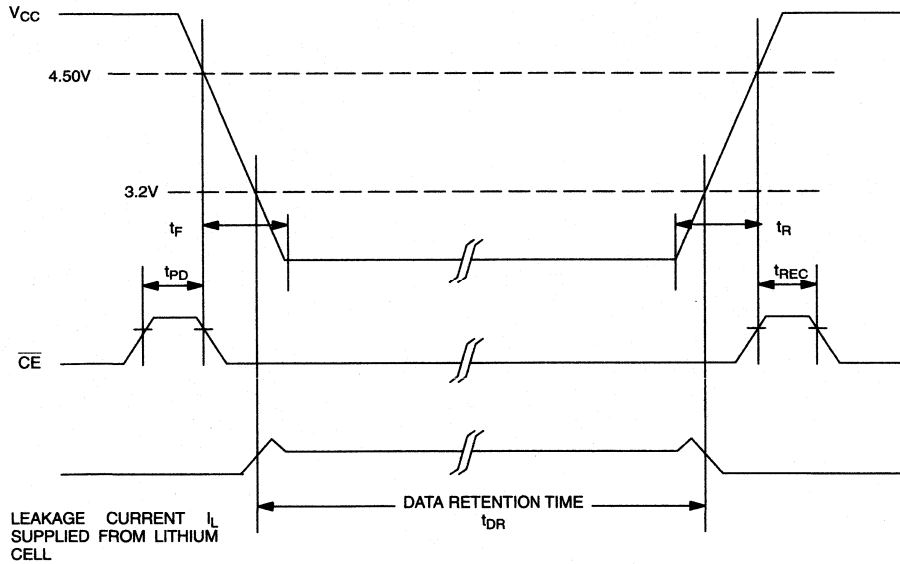 VCC
4.50V
3.2V
tF
tR
tPD
tREC
CE
DATA RETENTION TIME
tDR
LEAKAGE CURRENT IL
SUPPLIED FROM LITHIUM
CELL